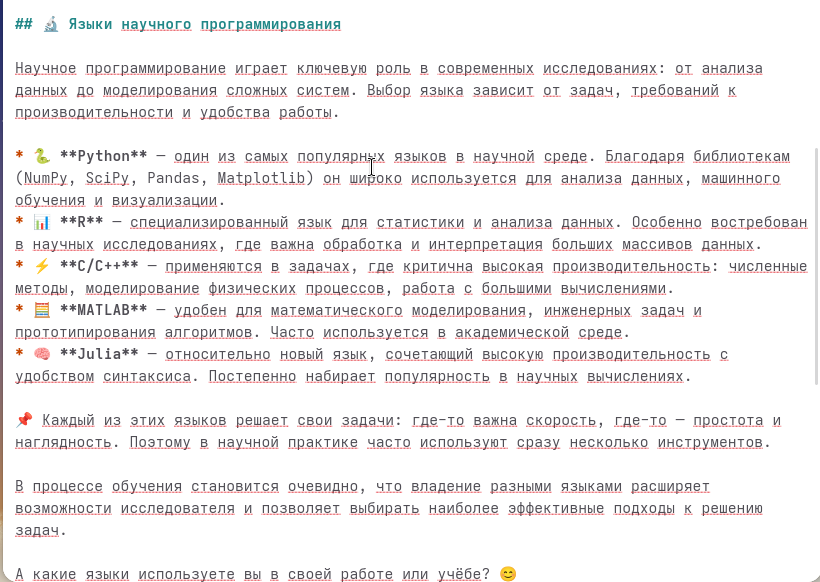 ## 🔬 Языки научного программирования
Научное программирование играет ключевую роль в современных исследованиях: от анализа
данных до моделирования сложных систем. Выбор языка зависит от задач, требований к
производительности и удобства работы.
* 🐍 **Python** — один из самых популярных языков в научной среде. Благодаря библиотекам
(NumPy, SciPy, Pandas, Matplotlib) он широко используется для анализа данных, машинного
обучения и визуализации.
* 📊 **R** — специализированный язык для статистики и анализа данных. Особенно востребован
в научных исследованиях, где важна обработка и интерпретация больших массивов данных.
* ⚡ **C/C++** — применяются в задачах, где критична высокая производительность: численные
методы, моделирование физических процессов, работа с большими вычислениями.
* 🧮 **MATLAB** — удобен для математического моделирования, инженерных задач и
прототипирования алгоритмов. Часто используется в академической среде.
* 🧠 **Julia** — относительно новый язык, сочетающий высокую производительность с
удобством синтаксиса. Постепенно набирает популярность в научных вычислениях.
📌 Каждый из этих языков решает свои задачи: где-то важна скорость, где-то — простота и
наглядность. Поэтому в научной практике часто используют сразу несколько инструментов.
В процессе обучения становится очевидно, что владение разными языками расширяет
возможности исследователя и позволяет выбирать наиболее эффективные подходы к решению
задач.
А какие языки используете вы в своей работе или учёбе? 😊